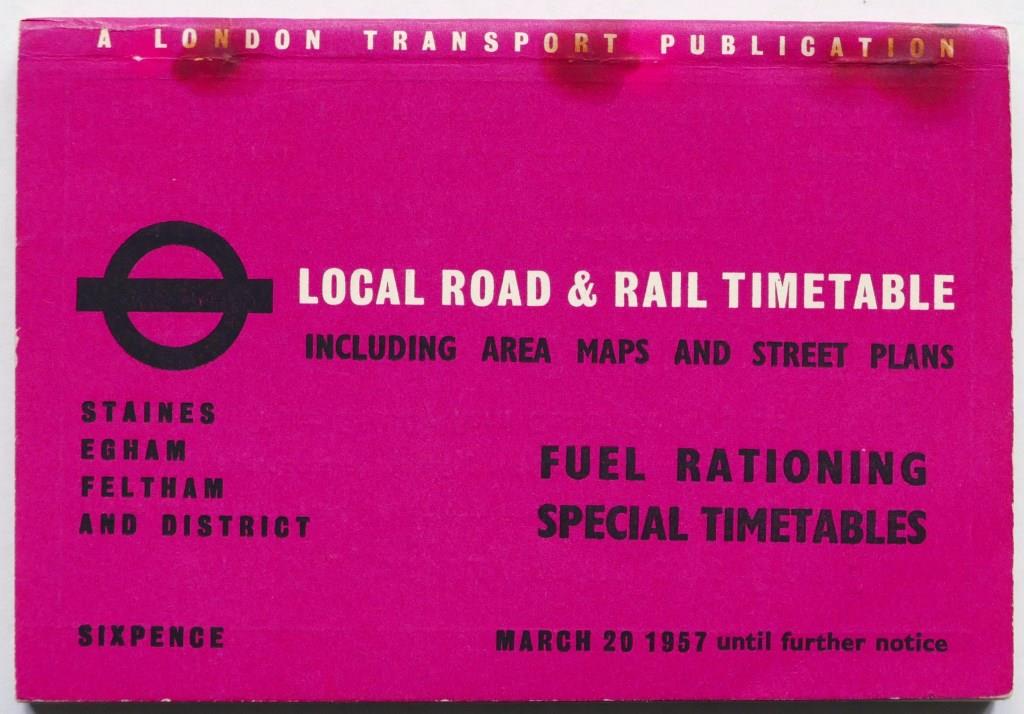 A LONDON TRANSPORT PUBLICATION
LOCAL ROAD & RAIL TIMETABLE
INCLUDING AREA MAPS AND STREET PLANS
STAINES
EGHAM
FELTHAM
AND DISTRICT
FUEL RATIONING
SPECIAL TIMETABLES
SIXPENCE
MARCH 20 1957 until further notice